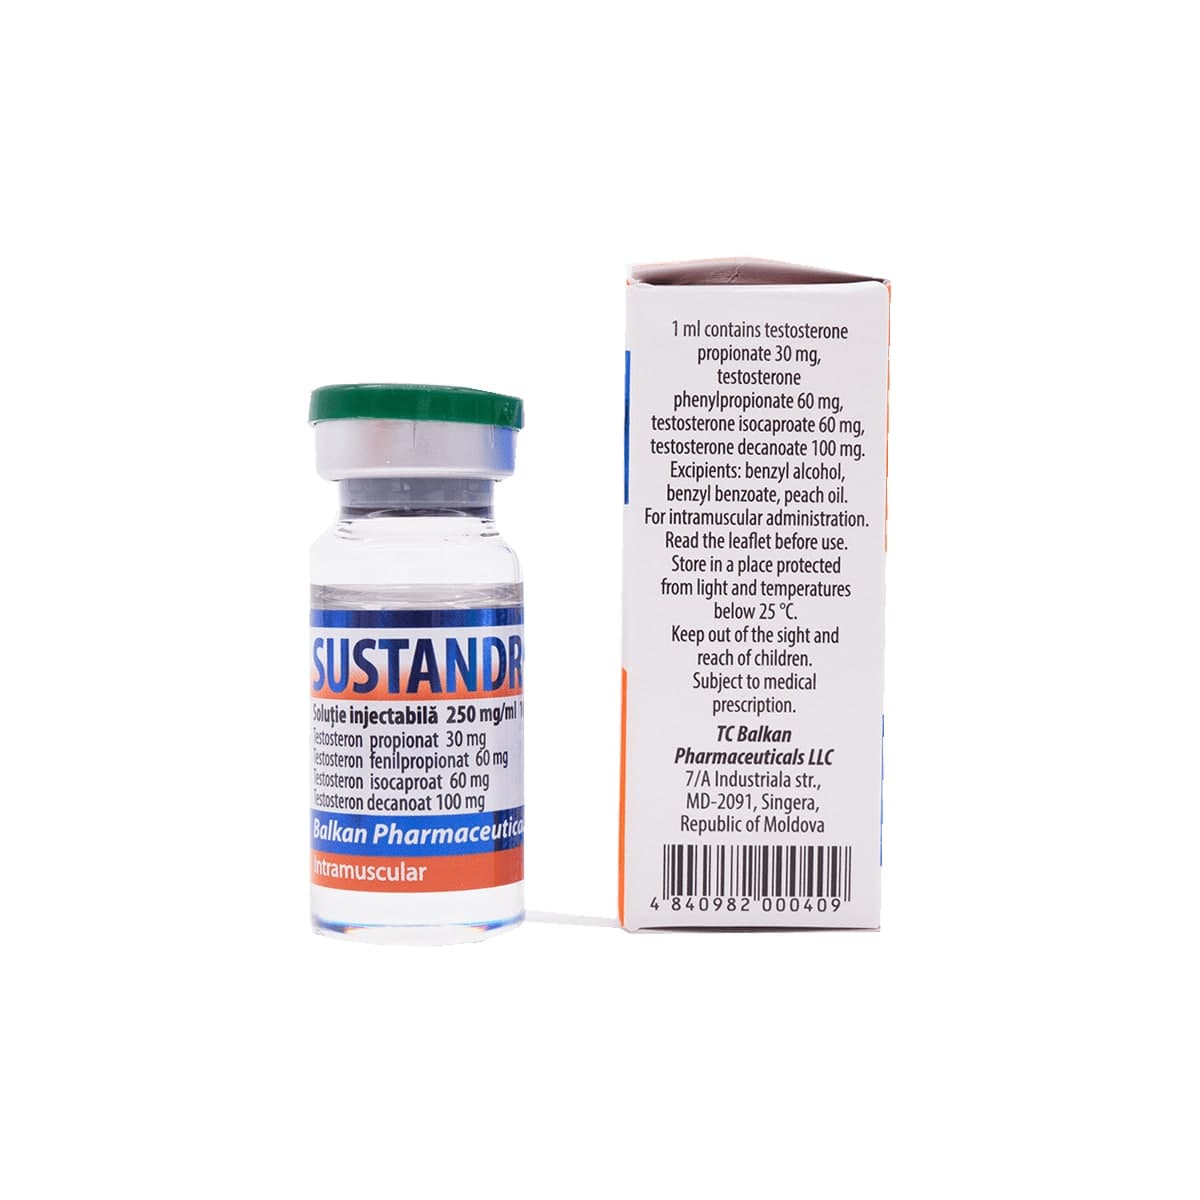 SUSTANDR
Soluție injectabilă 250 mg/ml
Testosteron propionat 30 mg
Testosteron fenilpropionat 60 mg
Testosteron isocaproat 60 mg
Testosteron decanoat 100 mg
Balkan Pharmaceutica
Intramuscular
1 ml contains testosterone
propionate 30 mg,
testosterone
phenylpropionate 60 mg,
testosterone isocaproate 60 mg,
testosterone decanoate 100 mg.
Excipients: benzyl alcohol,
benzyl benzoate, peach oil.
For intramuscular administration.
Read the leaflet before use.
Store in a place protected
from light and temperatures
below 25 °C.
Keep out of the sight and
reach of children.
Subject to medical
prescription.
TC Balkan
Pharmaceuticals LLC
7/A Industriala str.,
MD-2091, Singera,
Republic of Moldova
4 840982 000409